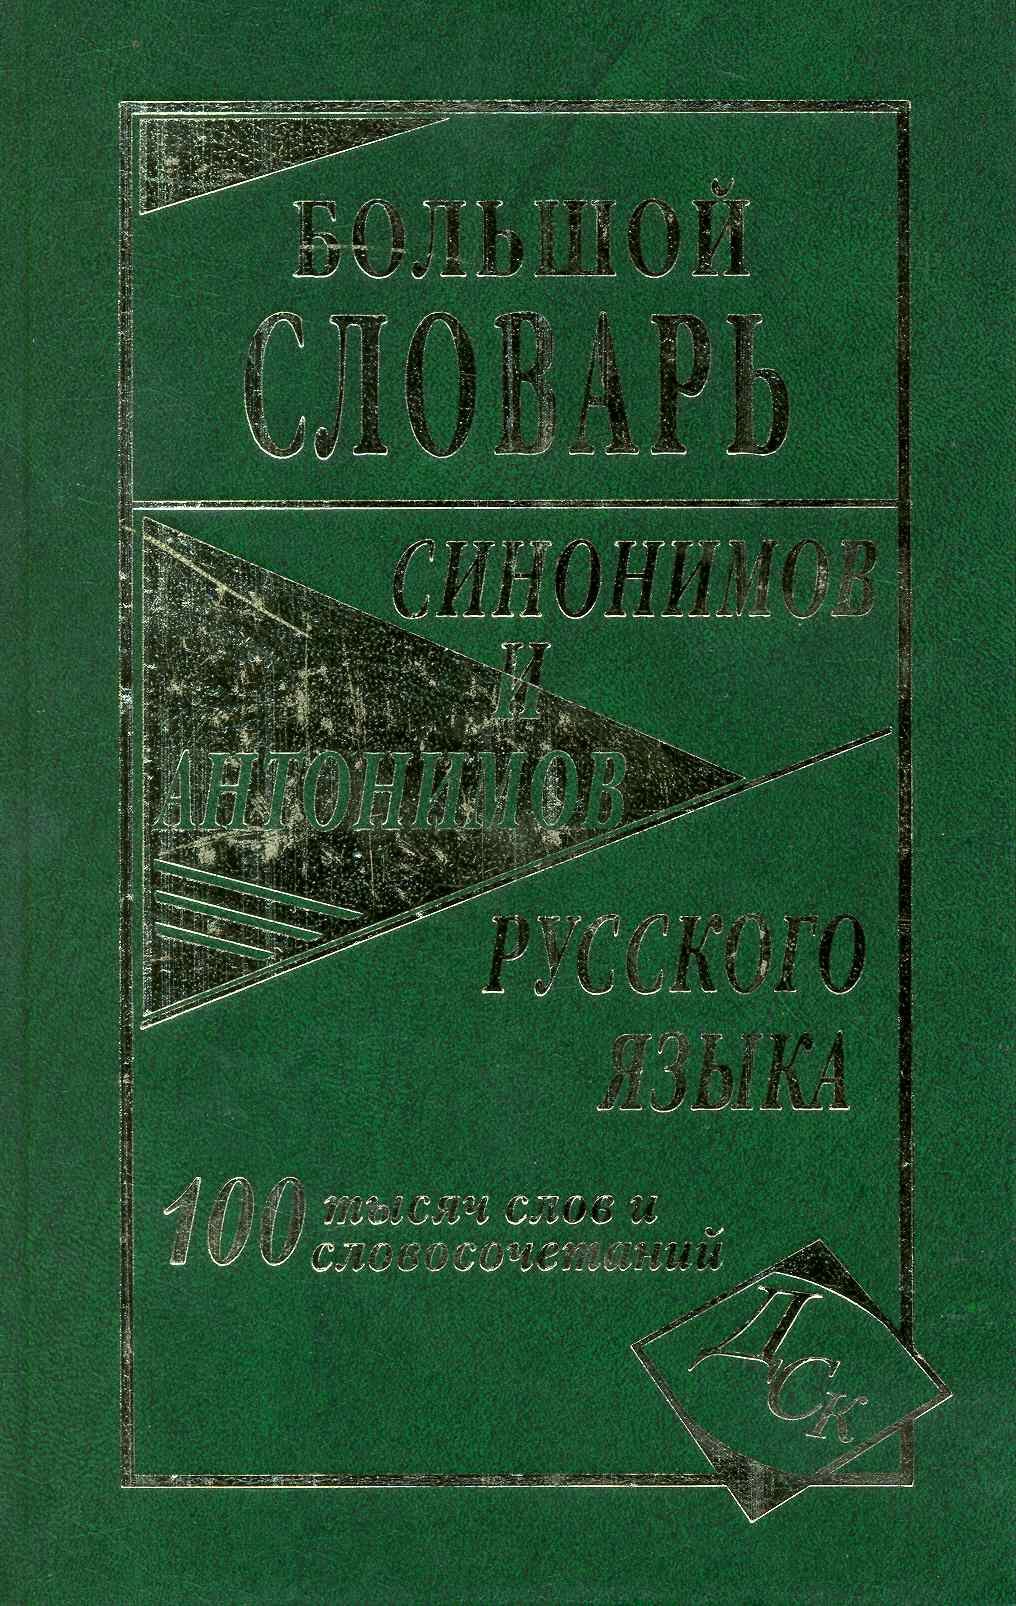 БОЛЬШОЙ
СЛОВАРЬ
СИНОНИМОВ
И
АНТОНИМОВ
РУССКОГО
ЯЗЫКА
100 тысяч слов и
словосочетаний
ДСК